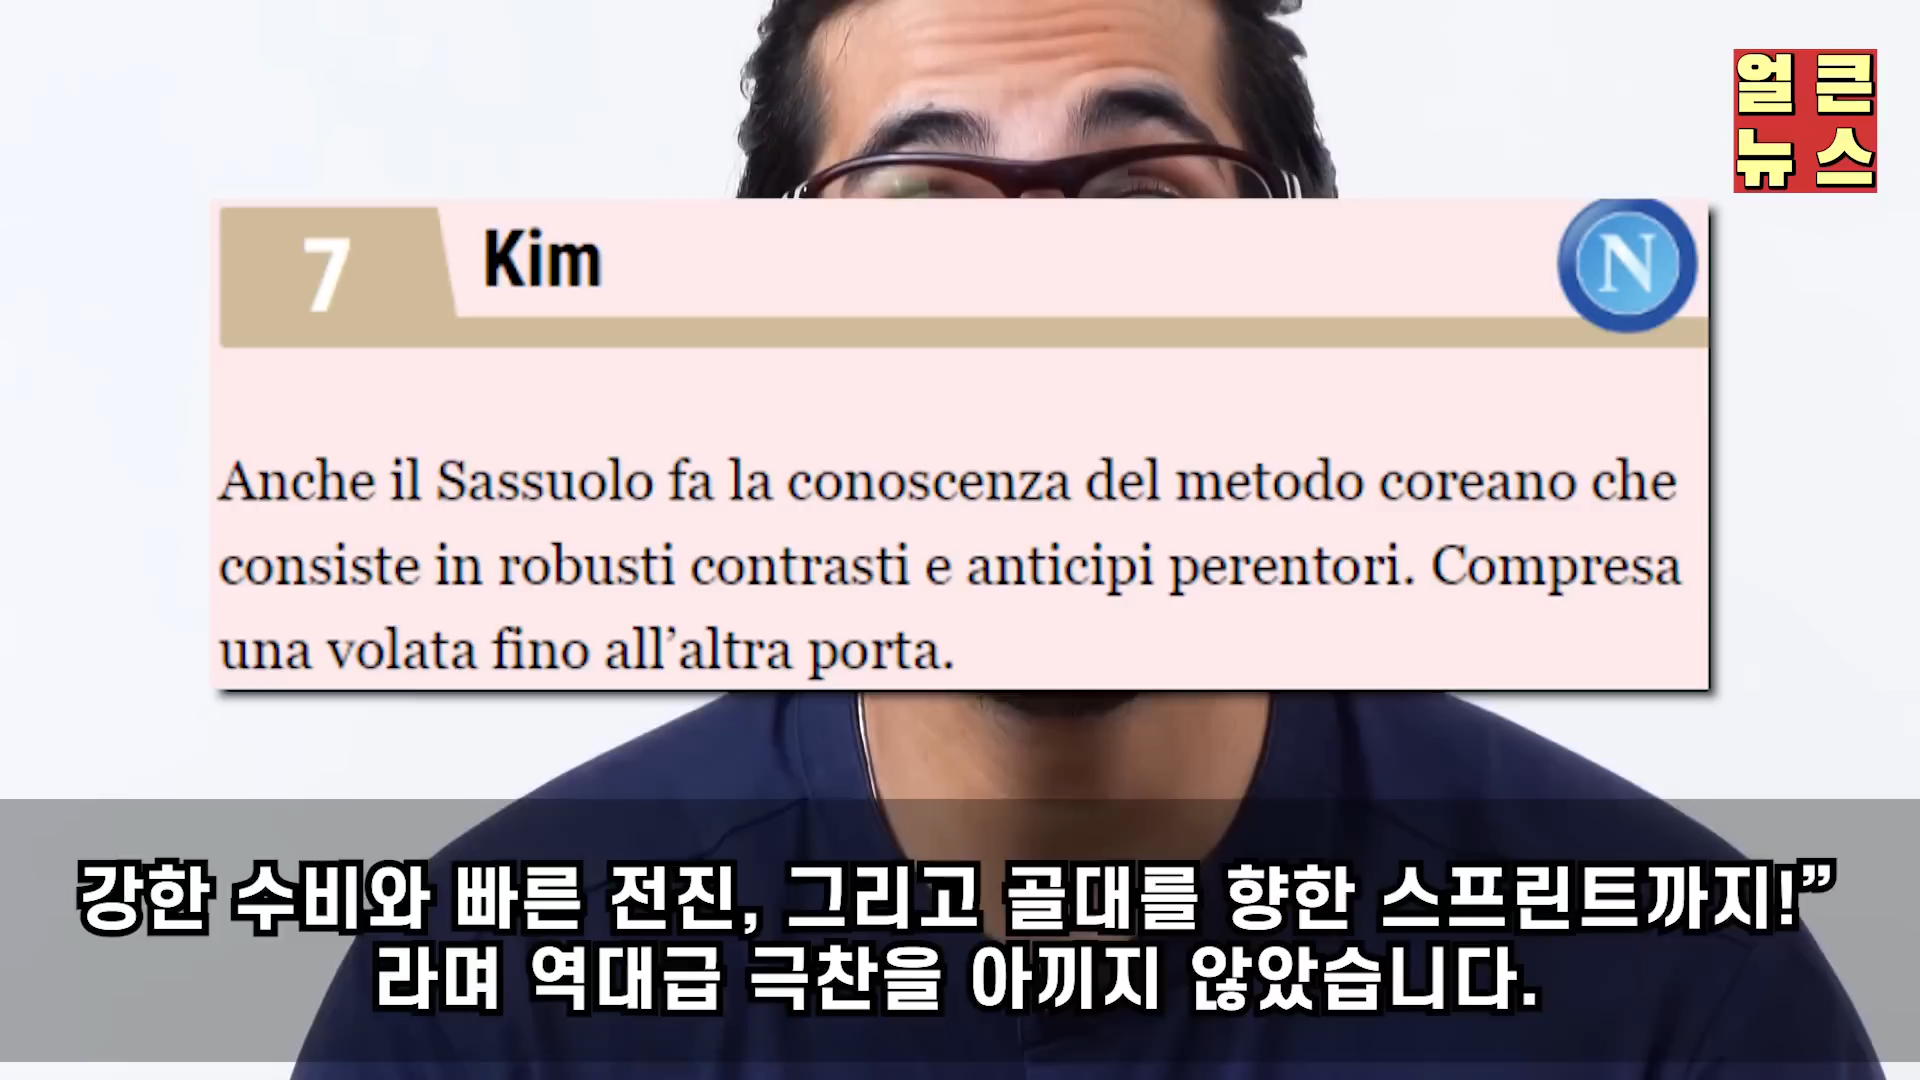 얼큰
뉴스
7
Kim
N
Anche il Sassuolo fa la conoscenza del metodo coreano che
consiste in robusti contrasti e anticipi perentori. Compresa
una volata fino all’altra porta.
강한 수비와 빠른 전진, 그리고 골대를 향한 스프린트까지!”
라며 역대급 극찬을 아끼지 않았습니다.